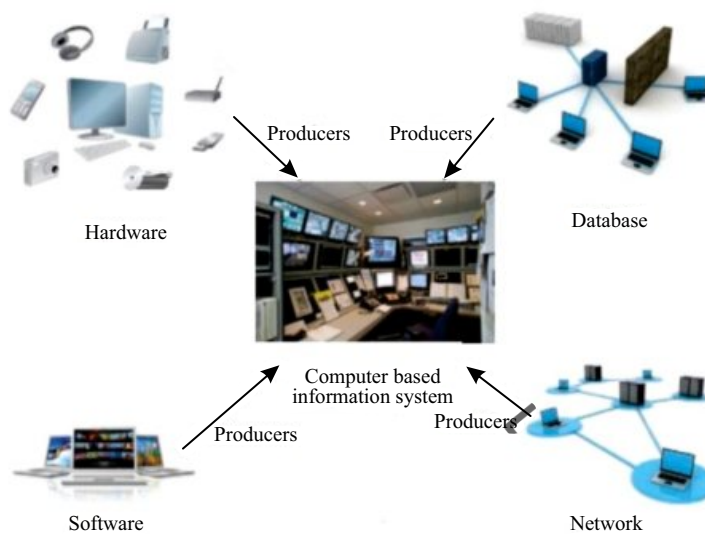 Producers
Producers
Hardware
Database
Computer based
information system
Producers
Producers
Software
Network